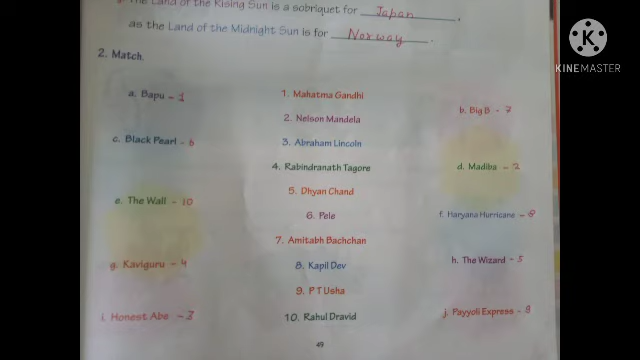 The Land of the Rising Sun is a sobriquet for Japan,
as the Land of the Midnight Sun is for Norway.
KINEMASTER
2. Match.
a. Bapu - 1
1. Mahatma Gandhi
b. Big B - 7
2. Nelson Mandela
c. Black Pearl - 6
3. Abraham Lincoln
4. Rabindranath Tagore
d. Madiba - 2
5. Dhyan Chand
e. The Wall - 10
6. Pele
f. Haryana Hurricane - 8
7. Amitabh Bachchan
g. Kaviguru - 4
8. Kapil Dev
h. The Wizard - 5
9. P T Usha
i. Honest Abe - 3
10. Rahul Dravid
j. Payyoli Express -
49